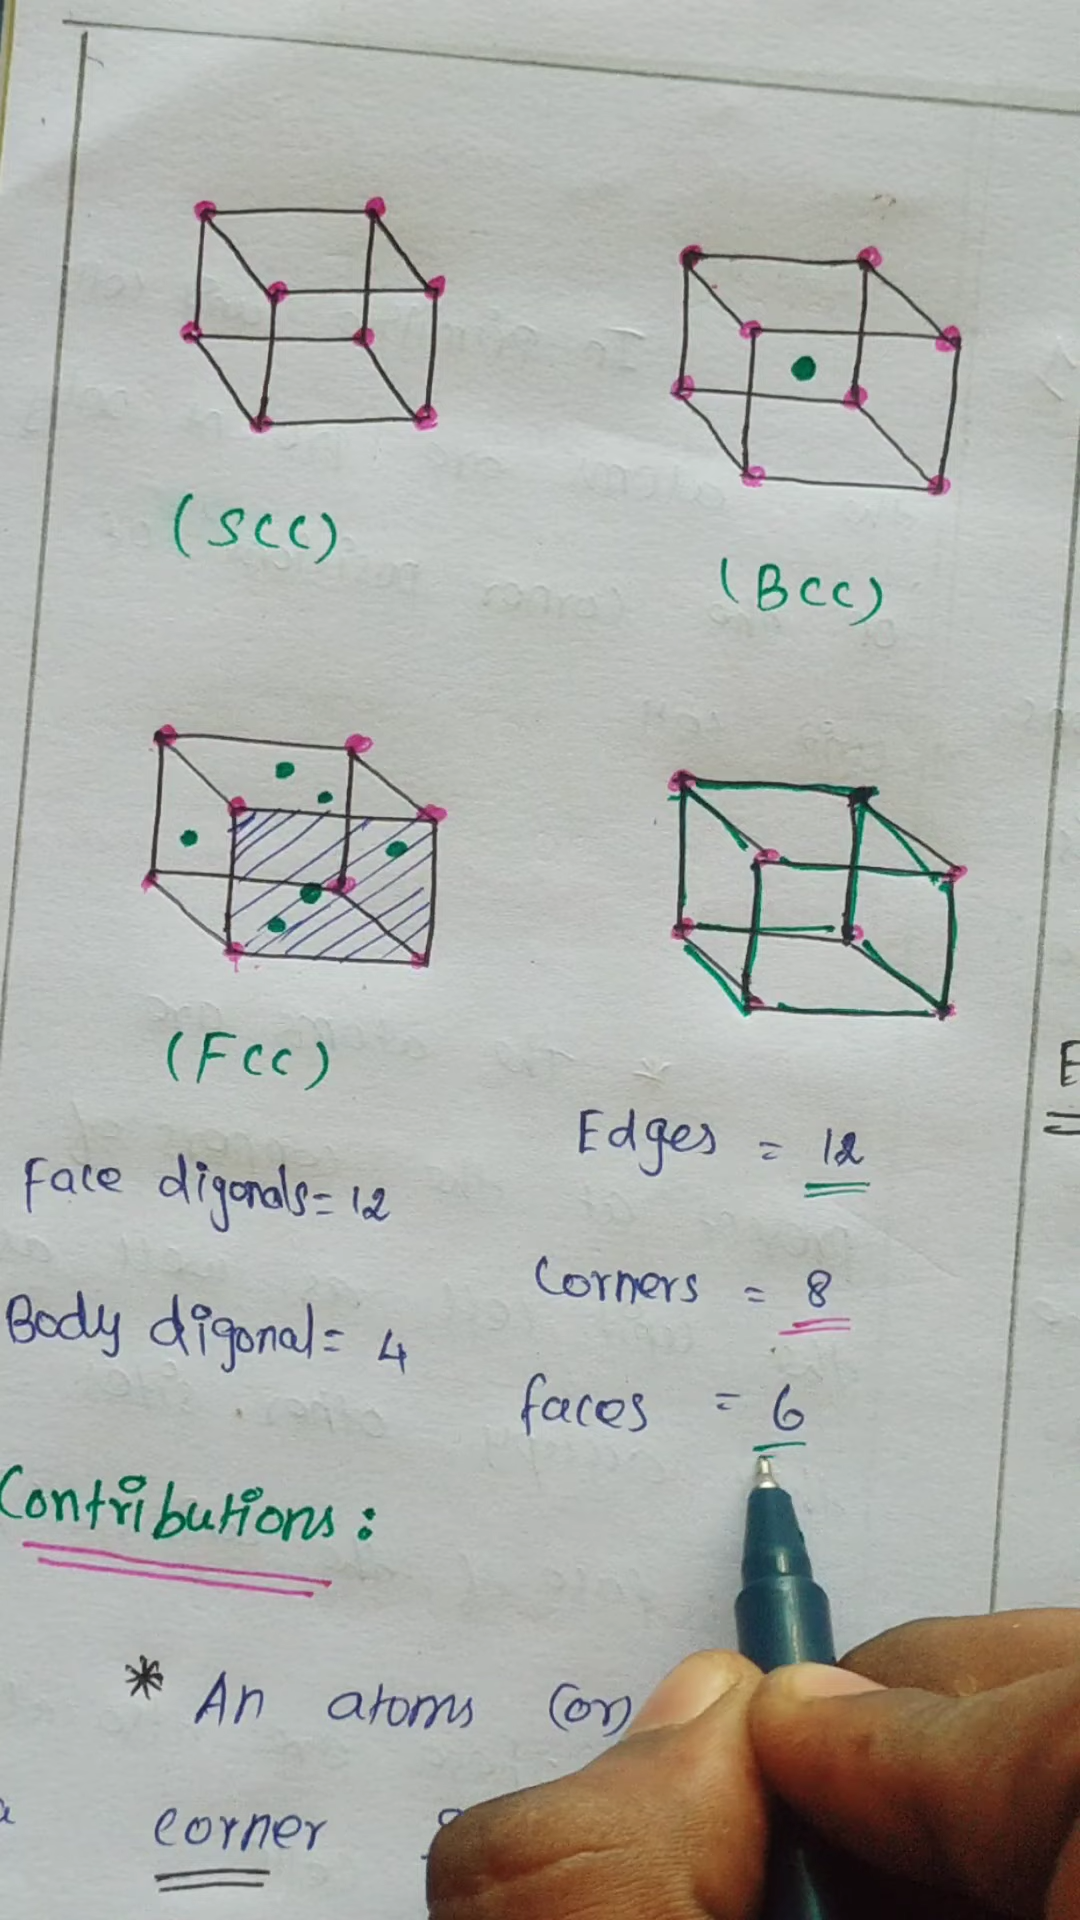 (SCC)
(BCC)
(FCC)
Edges = 12
Face digonals = 12
Corners = 8
Body digonal = 4
faces = 6
Contributions :
* An atoms (or)
corner
E